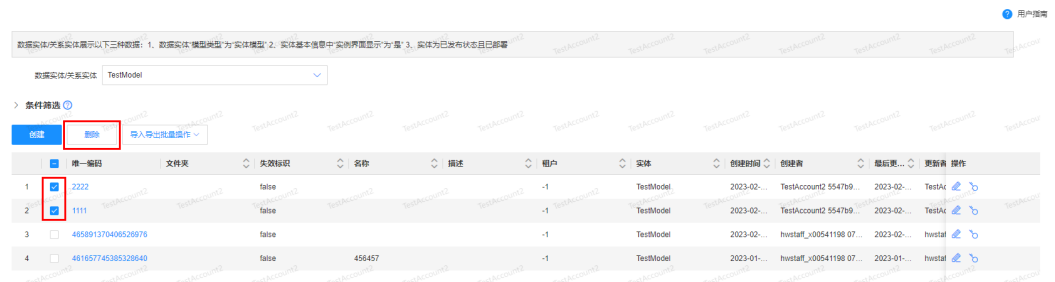 用户指南
数据实体/关系实体展示以下三种数据：1、数据实体“模型类型”为“实体模型” 2、实体基本信息中“实例界面显示”为“是” 3、实体为已发布状态且已部署
数据实体/关系实体 TestModel
条件筛选
创建 删除 导入导出批量操作
唯一编码 文件夹 失效标识 名称 描述 租户 实体 创建时间 创建者 最后更... 更新者 操作
1 2222 false -1 TestModel 2023-02-... TestAccount2 5547b9... 2023-02-... TestAc
2 1111 false -1 TestModel 2023-02-... TestAccount2 5547b9... 2023-02-... TestAc
3 465891370406526976 false -1 TestModel 2023-02-... hwstaff_x00541198 07... 2023-02-... hwstaf
4 461657745385328640 false 456457 -1 TestModel 2023-01-... hwstaff_x00541198 07... 2023-01-... hwstaf